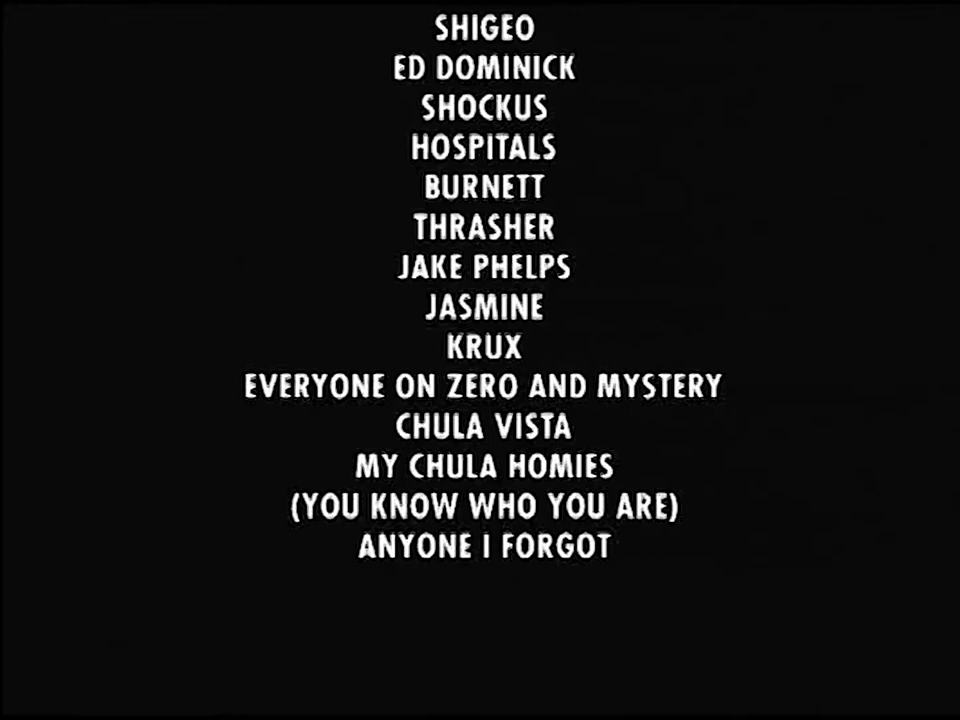 SHIGEO
ED DOMINICK
SHOCKUS
HOSPITALS
BURNETT
THRASHER
JAKE PHELPS
JASMINE
KRUX
EVERYONE ON ZERO AND MYSTERY
CHULA VISTA
MY CHULA HOMIES
(YOU KNOW WHO YOU ARE)
ANYONE I FORGOT